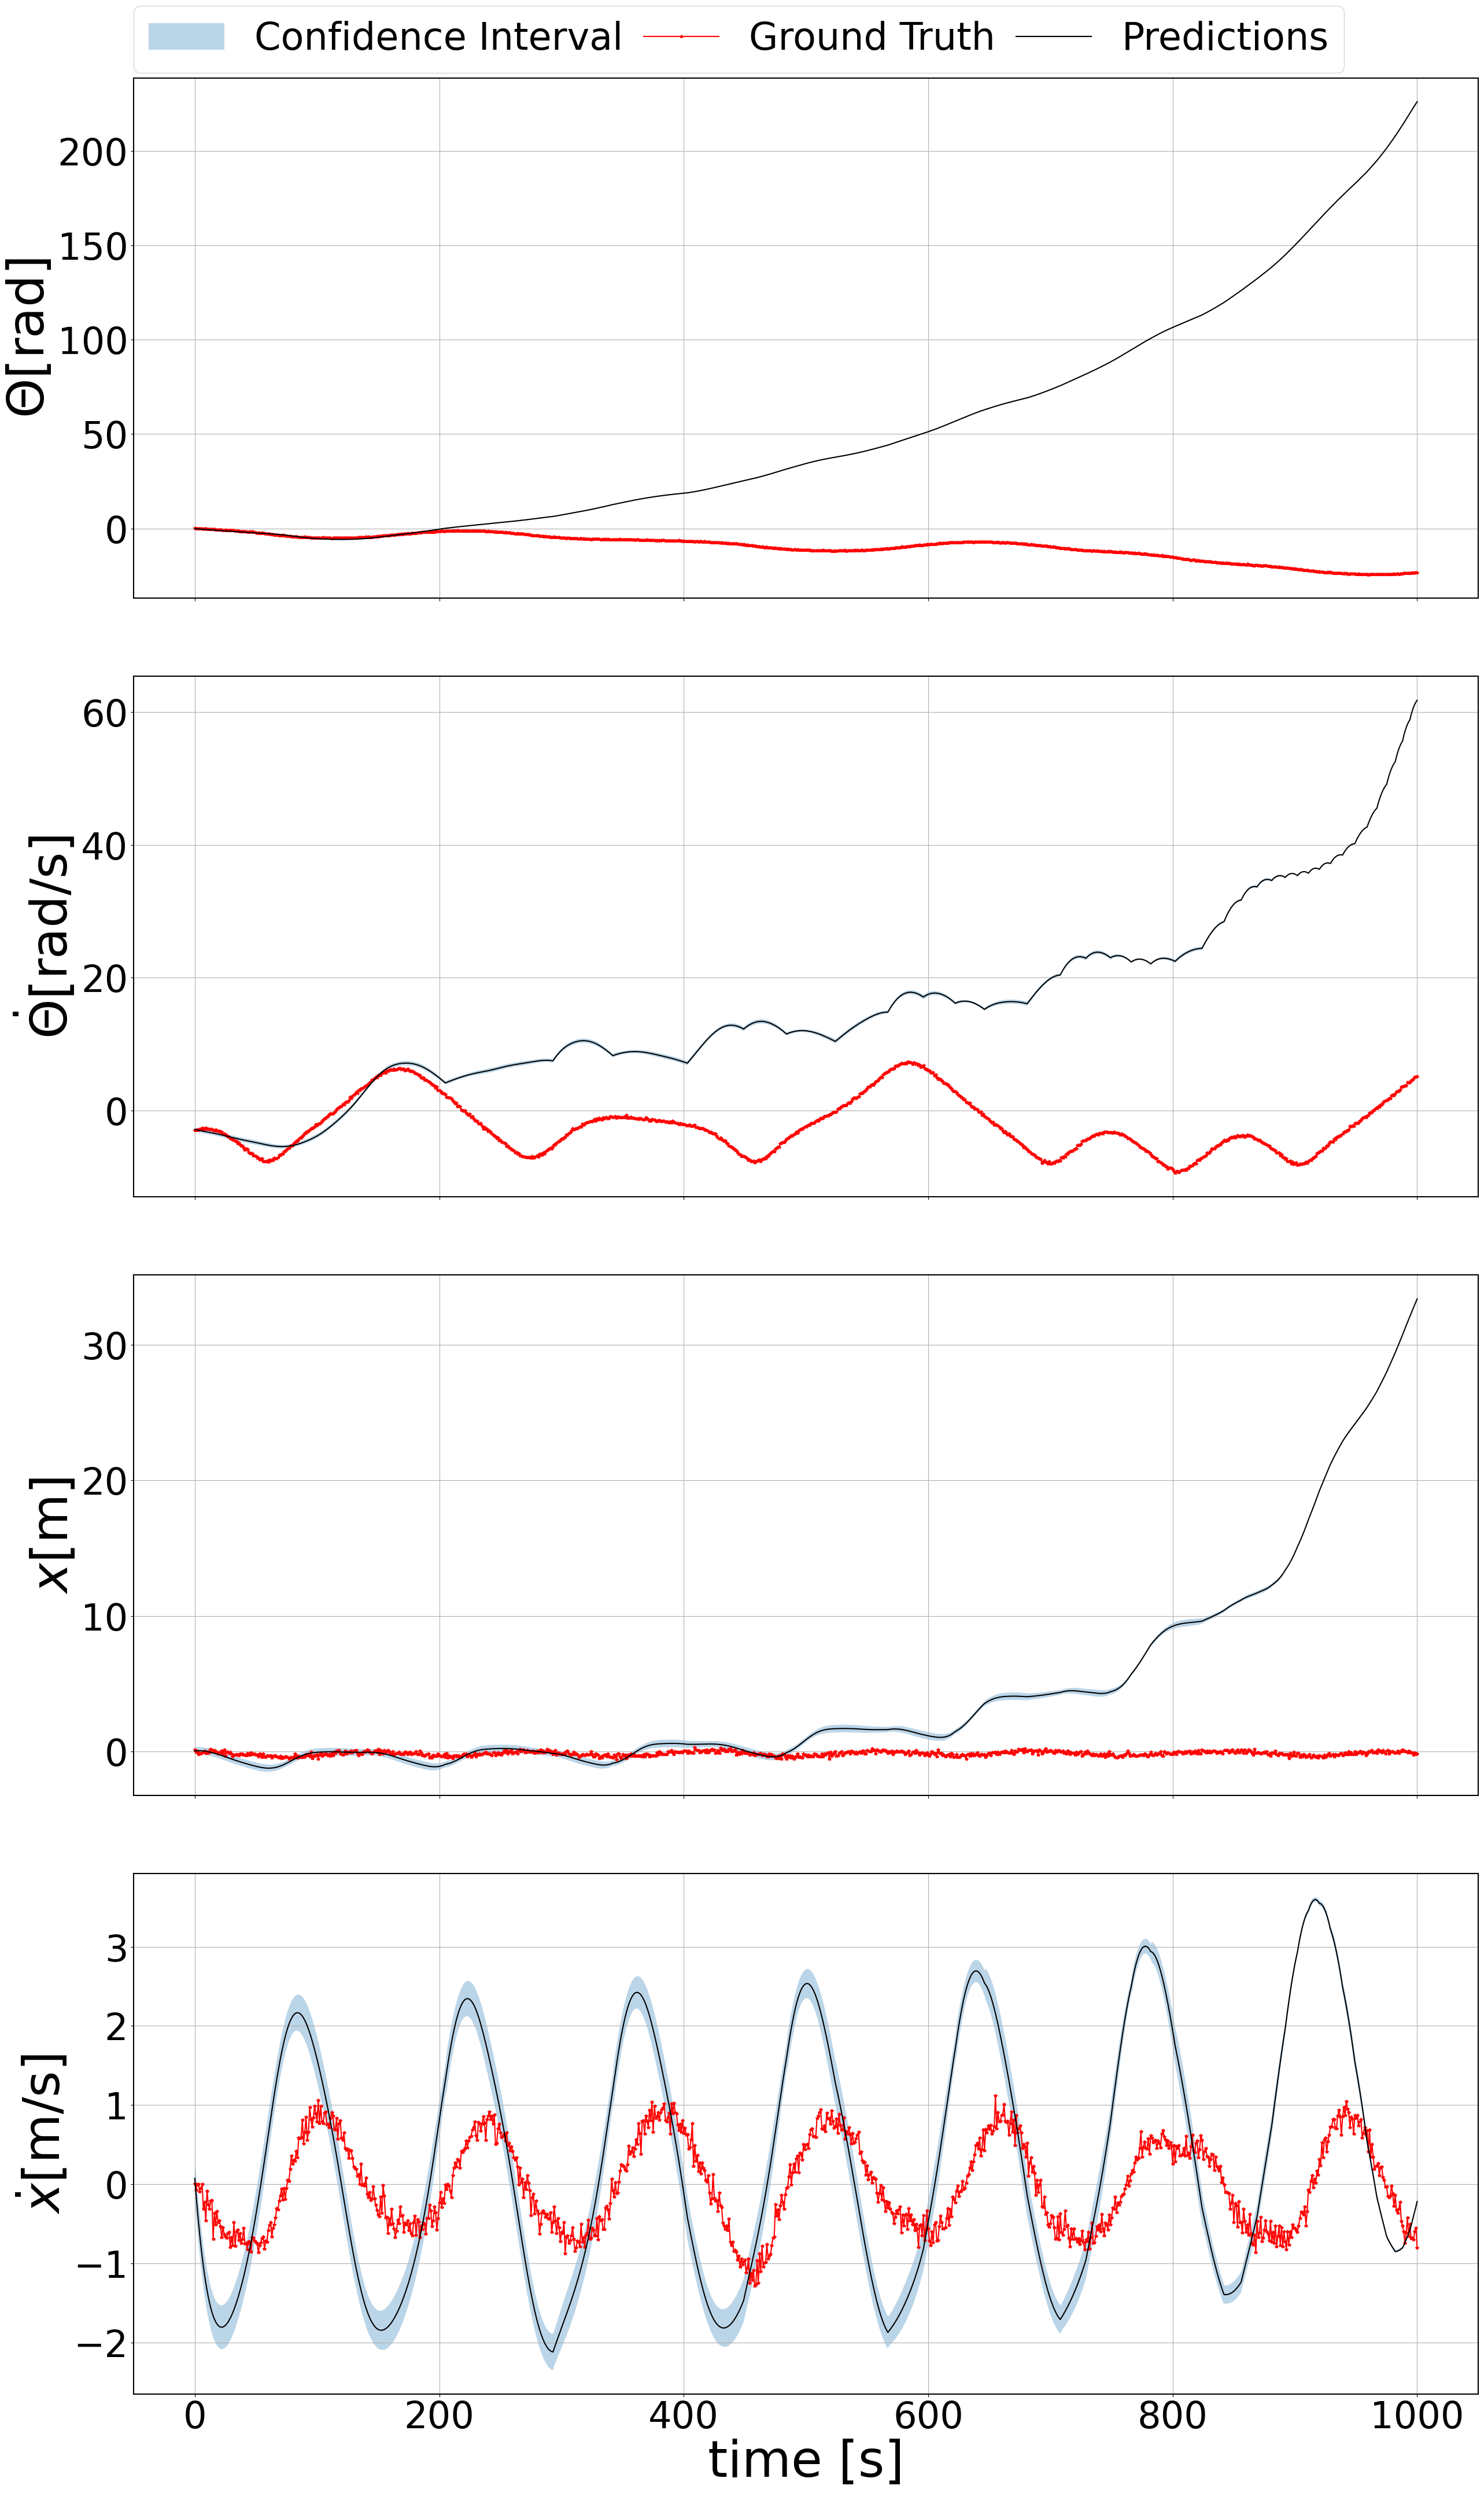 Confidence Interval Ground Truth Predictions
200
150
100
50
0
Θ[rad]
60
40
20
0
Θ̇[rad/s]
30
20
10
0
x[m]
3
2
1
0
−1
−2
ẋ[m/s]
0 200 400 600 800 1000
time [s]